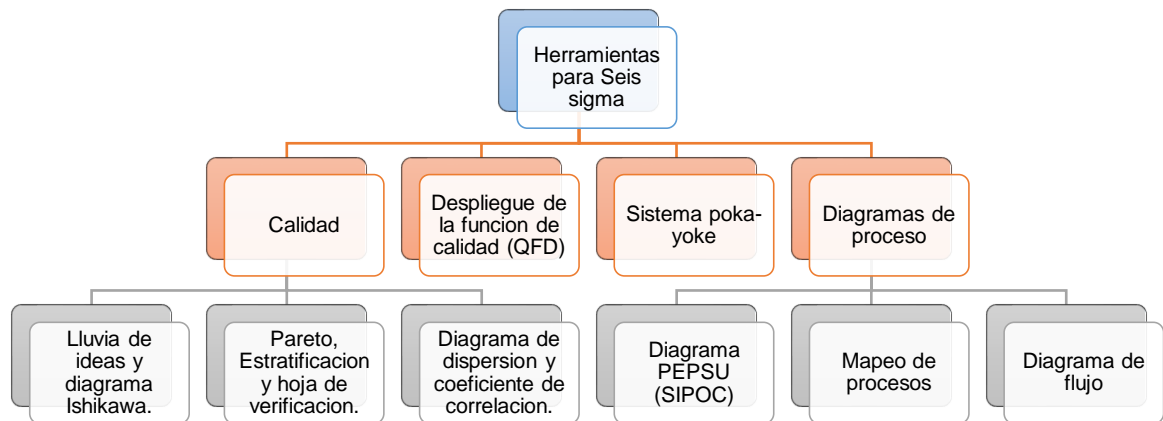 Herramientas
para Seis
sigma
Calidad
Despliegue de
la funcion de
calidad (QFD)
Sistema poka-
yoke
Diagramas de
proceso
Lluvia de
ideas y
diagrama
Ishikawa.
Pareto,
Estratificacion
y hoja de
verificacion.
Diagrama de
dispersion y
coeficiente de
correlacion.
Diagrama
PEPSU
(SIPOC)
Mapeo de
procesos
Diagrama de
flujo